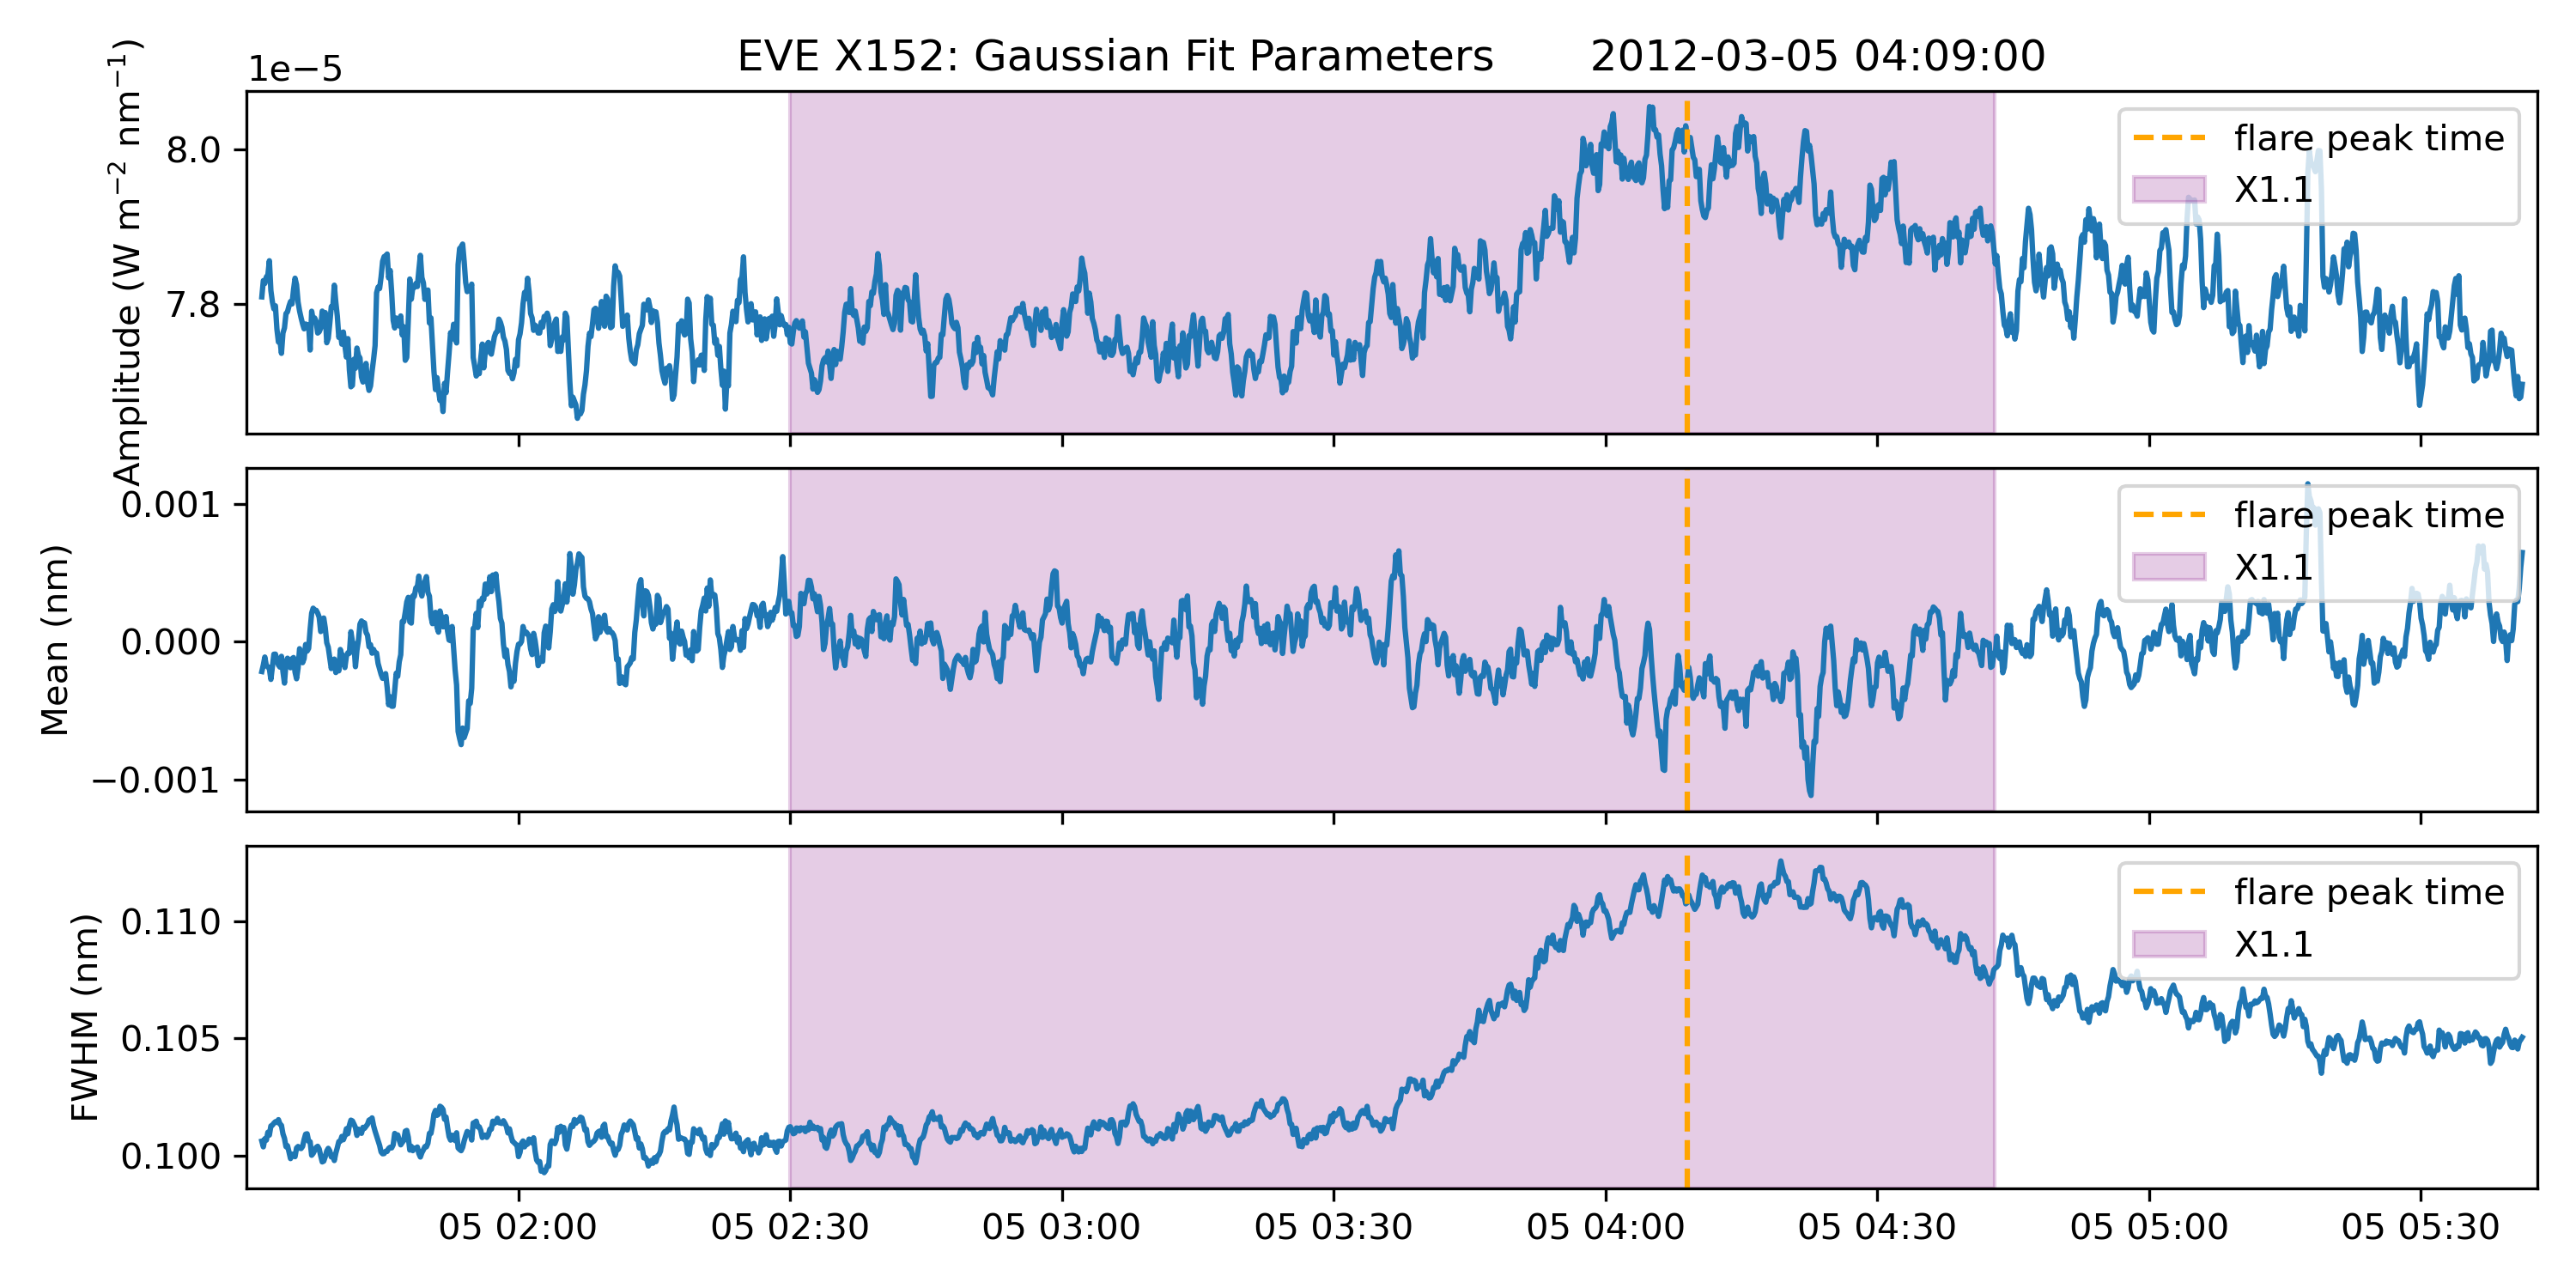 EVE X152: Gaussian Fit Parameters 2012-03-05 04:09:00
1e−5
Amplitude (W m⁻² nm⁻¹)
8.0
7.8
flare peak time
X1.1
Mean (nm)
0.001
0.000
−0.001
flare peak time
X1.1
FWHM (nm)
0.110
0.105
0.100
flare peak time
X1.1
05 02:00 05 02:30 05 03:00 05 03:30 05 04:00 05 04:30 05 05:00 05 05:30